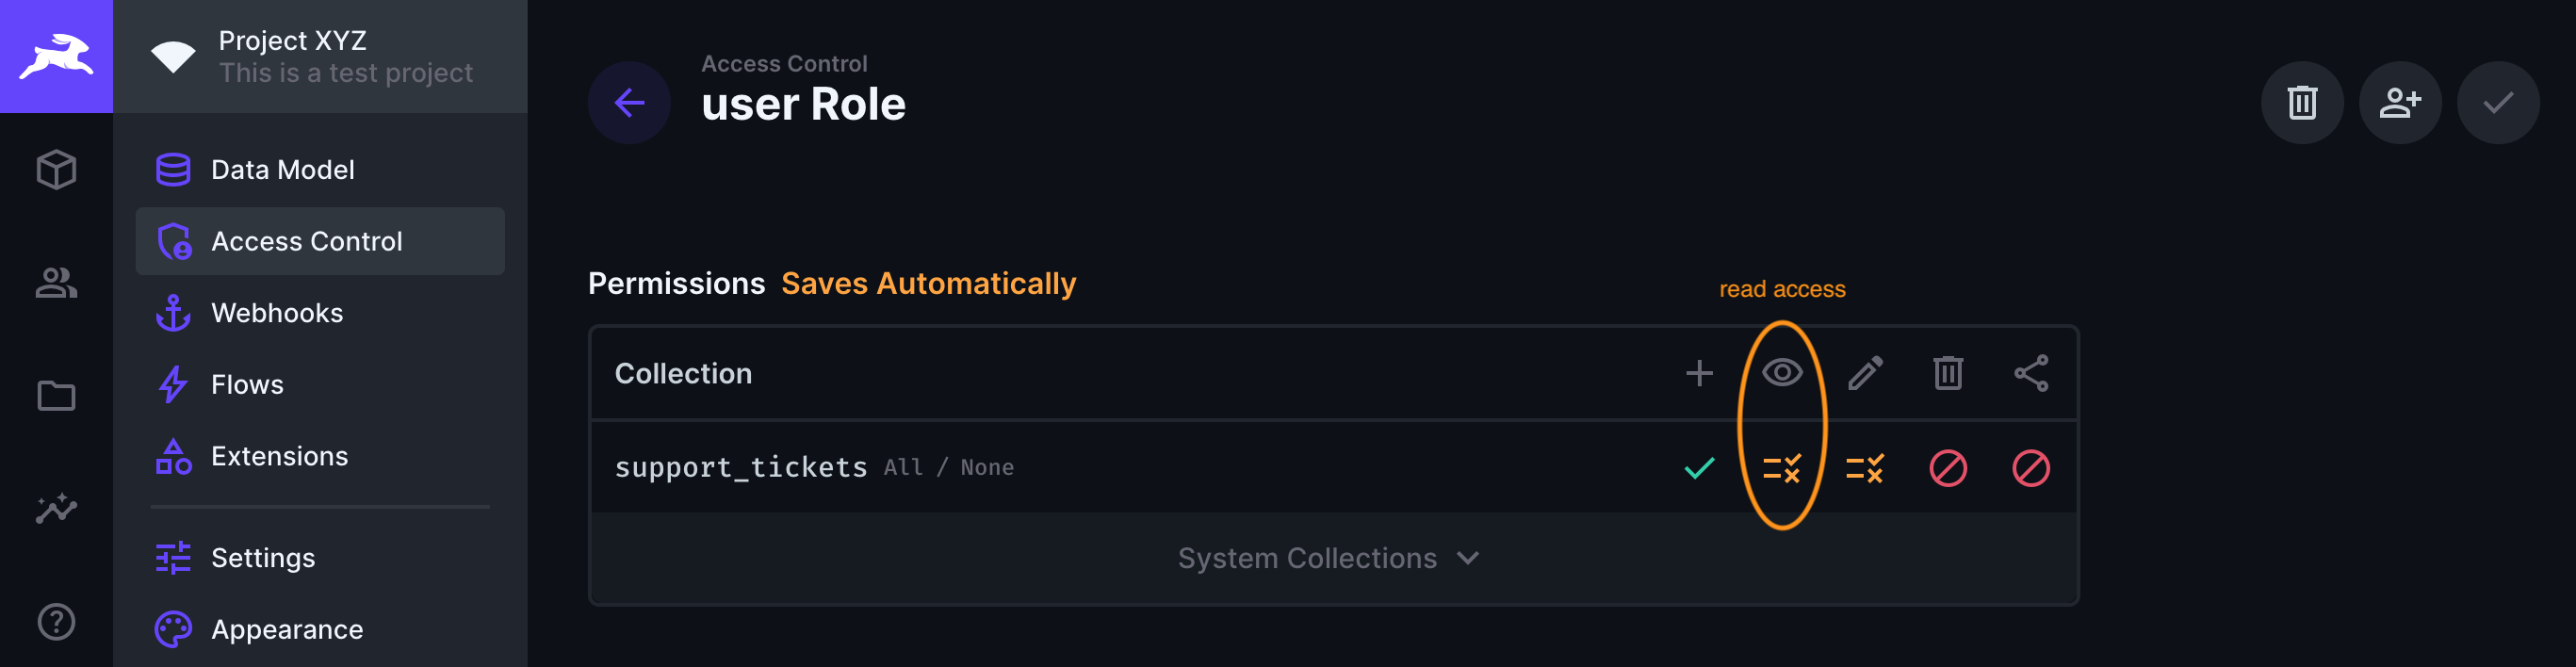 Project XYZ
This is a test project
Data Model
Access Control
Webhooks
Flows
Extensions
Settings
Appearance
Access Control
user Role
Permissions Saves Automatically
read access
Collection
support_tickets All / None
System Collections